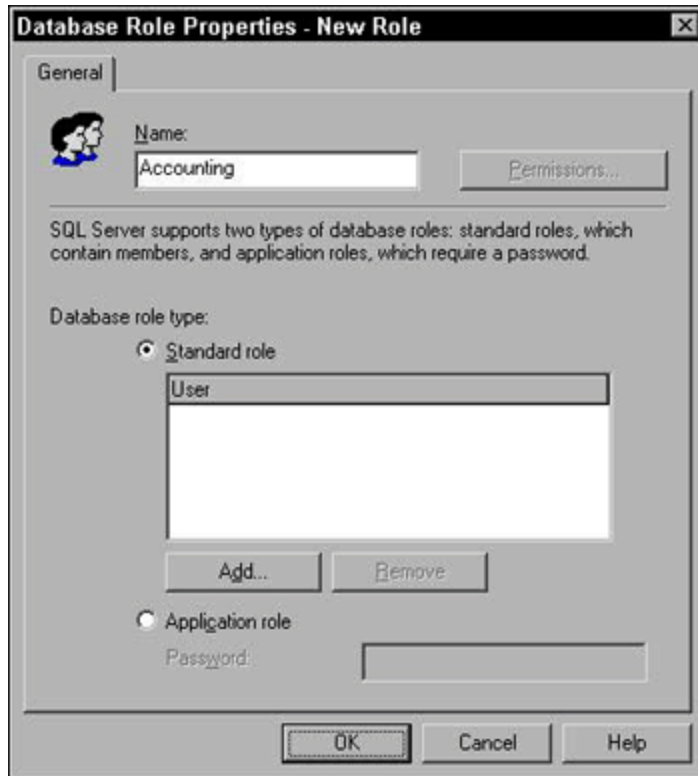 Database Role Properties - New Role
General
Name:
Accounting
Permissions...
SQL Server supports two types of database roles: standard roles, which
contain members, and application roles, which require a password.
Database role type:
Standard role
User
Add...
Remove
Application role
Password:
OK
Cancel
Help